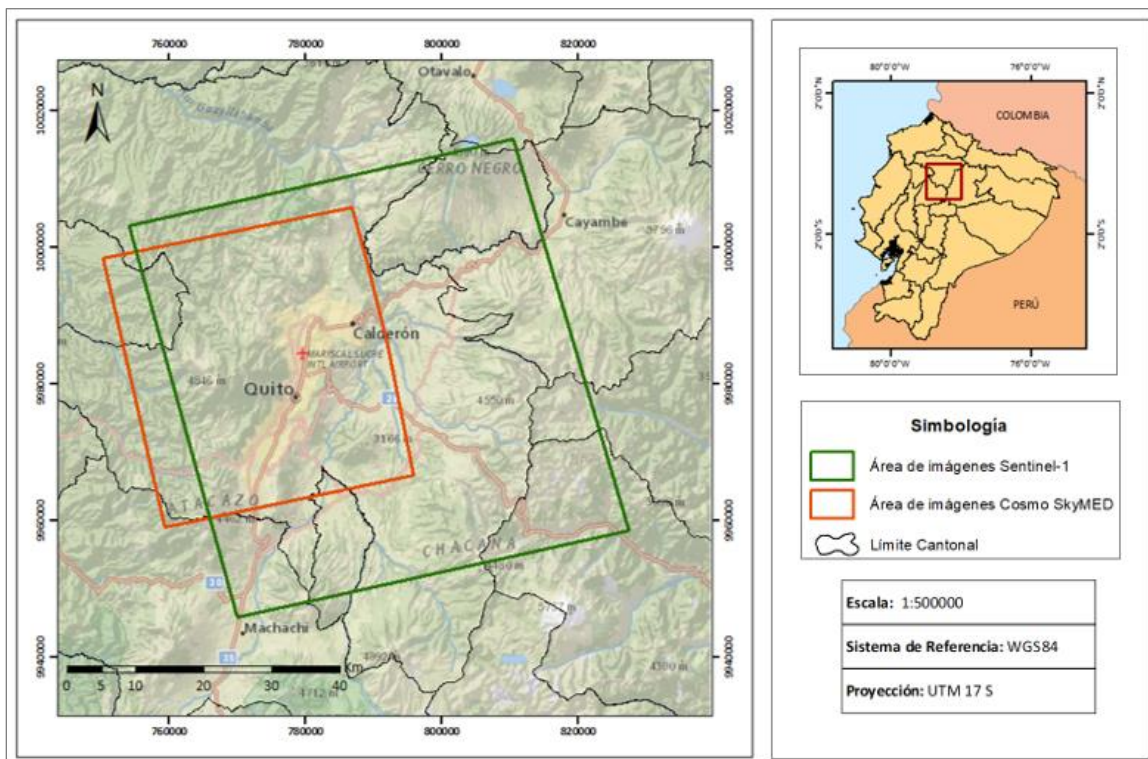 760000 780000 800000 820000
N
Otavalo
10020000
10020000
CERRO NEGRO
Cayambe
10000000
10000000
Calderón
MARISCAL SUCRE
INTL AIRPORT
Quito
9980000
9980000
4550 m
3166 m
ATACAZO
9960000
9960000
CHACANA
30
Machachi
9940000
9940000
35
Km
0 5 10 20 30 40
4712 m
760000 780000 800000 820000
80°0'0"W 76°0'0"W
2°0'0"N
2°0'0"N
COLOMBIA
2°0'0"S
2°0'0"S
PERÚ
80°0'0"W 76°0'0"W
Simbología
Área de imágenes Sentinel-1
Área de imágenes Cosmo SkyMED
Límite Cantonal
Escala: 1:500000
Sistema de Referencia: WGS84
Proyección: UTM 17 S